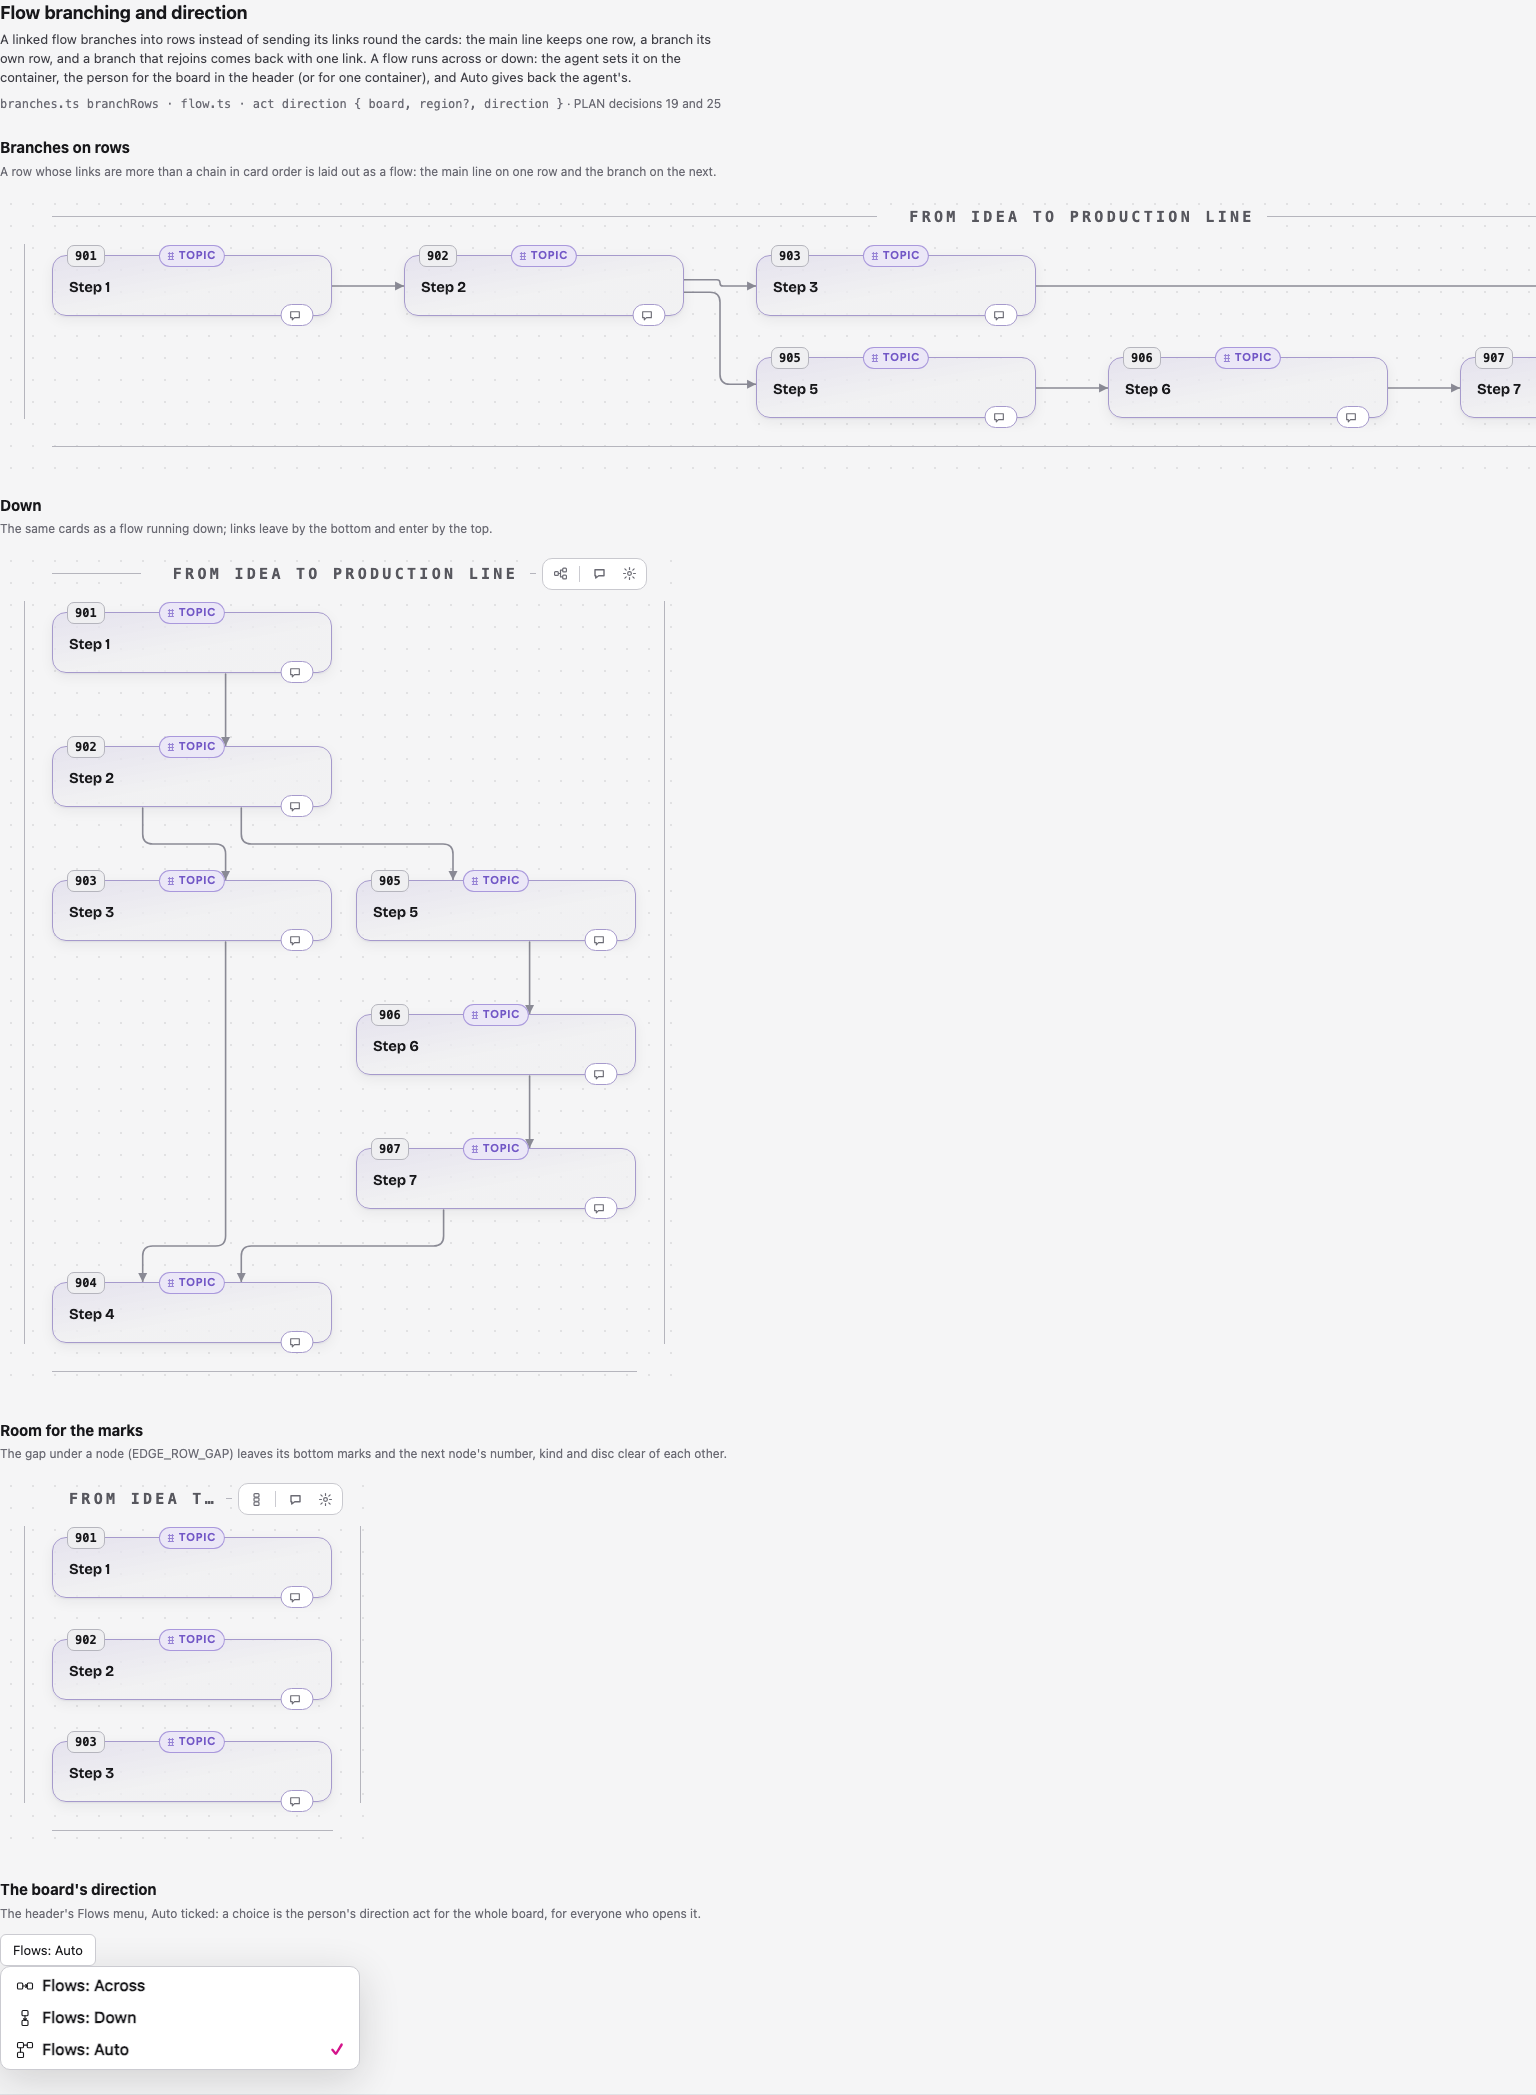 Flow branching and direction
A linked flow branches into rows instead of sending its links round the cards: the main line keeps one row, a branch its
own row, and a branch that rejoins comes back with one link. A flow runs across or down: the agent sets it on the
container, the person for the board in the header (or for one container), and Auto gives back the agent's.
branches.ts branchRows · flow.ts · act direction { board, region?, direction } · PLAN decisions 19 and 25
Branches on rows
A row whose links are more than a chain in card order is laid out as a flow: the main line on one row and the branch on the next.
FROM IDEA TO PRODUCTION LINE
901 # TOPIC 902 # TOPIC 903 # TOPIC
Step 1 Step 2 Step 3
905 # TOPIC 906 # TOPIC 907
Step 5 Step 6 Step 7
Down
The same cards as a flow running down; links leave by the bottom and enter by the top.
FROM IDEA TO PRODUCTION LINE
901 # TOPIC
Step 1
902 # TOPIC
Step 2
903 # TOPIC 905 # TOPIC
Step 3 Step 5
906 # TOPIC
Step 6
907 # TOPIC
Step 7
904 # TOPIC
Step 4
Room for the marks
The gap under a node (EDGE_ROW_GAP) leaves its bottom marks and the next node's number, kind and disc clear of each other.
FROM IDEA T…
901 # TOPIC
Step 1
902 # TOPIC
Step 2
903 # TOPIC
Step 3
The board's direction
The header's Flows menu, Auto ticked: a choice is the person's direction act for the whole board, for everyone who opens it.
Flows: Auto
Flows: Across
Flows: Down
Flows: Auto